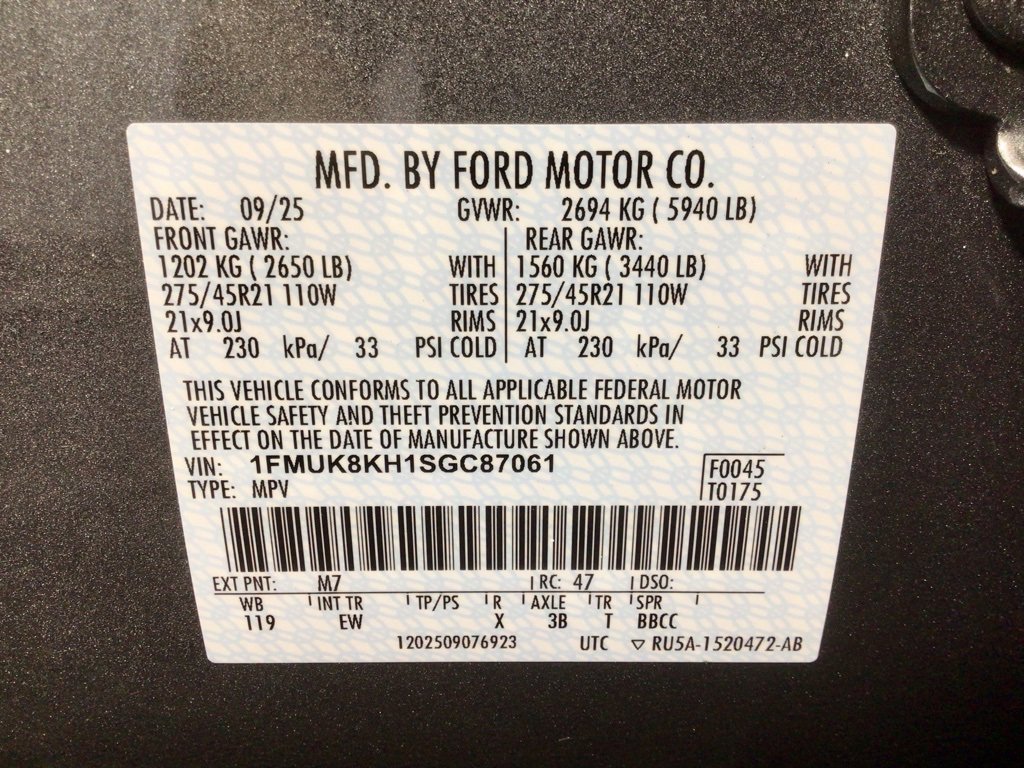 MFD. BY FORD MOTOR CO.
DATE: 09/25 GVWR: 2694 KG ( 5940 LB)
FRONT GAWR: REAR GAWR:
1202 KG ( 2650 LB) WITH 1560 KG ( 3440 LB) WITH
275/45R21 110W TIRES 275/45R21 110W TIRES
21x9.0J RIMS 21x9.0J RIMS
AT 230 kPa/ 33 PSI COLD AT 230 kPa/ 33 PSI COLD
THIS VEHICLE CONFORMS TO ALL APPLICABLE FEDERAL MOTOR
VEHICLE SAFETY AND THEFT PREVENTION STANDARDS IN
EFFECT ON THE DATE OF MANUFACTURE SHOWN ABOVE.
VIN: 1FMUK8KH1SGC87061 F0045
TYPE: MPV T0175
EXT PNT: M7 RC: 47 DSO:
WB INT TR TP/PS R AXLE TR SPR
119 EW X 3B T BBCC
1202509076923 UTC ▽ RU5A-1520472-AB